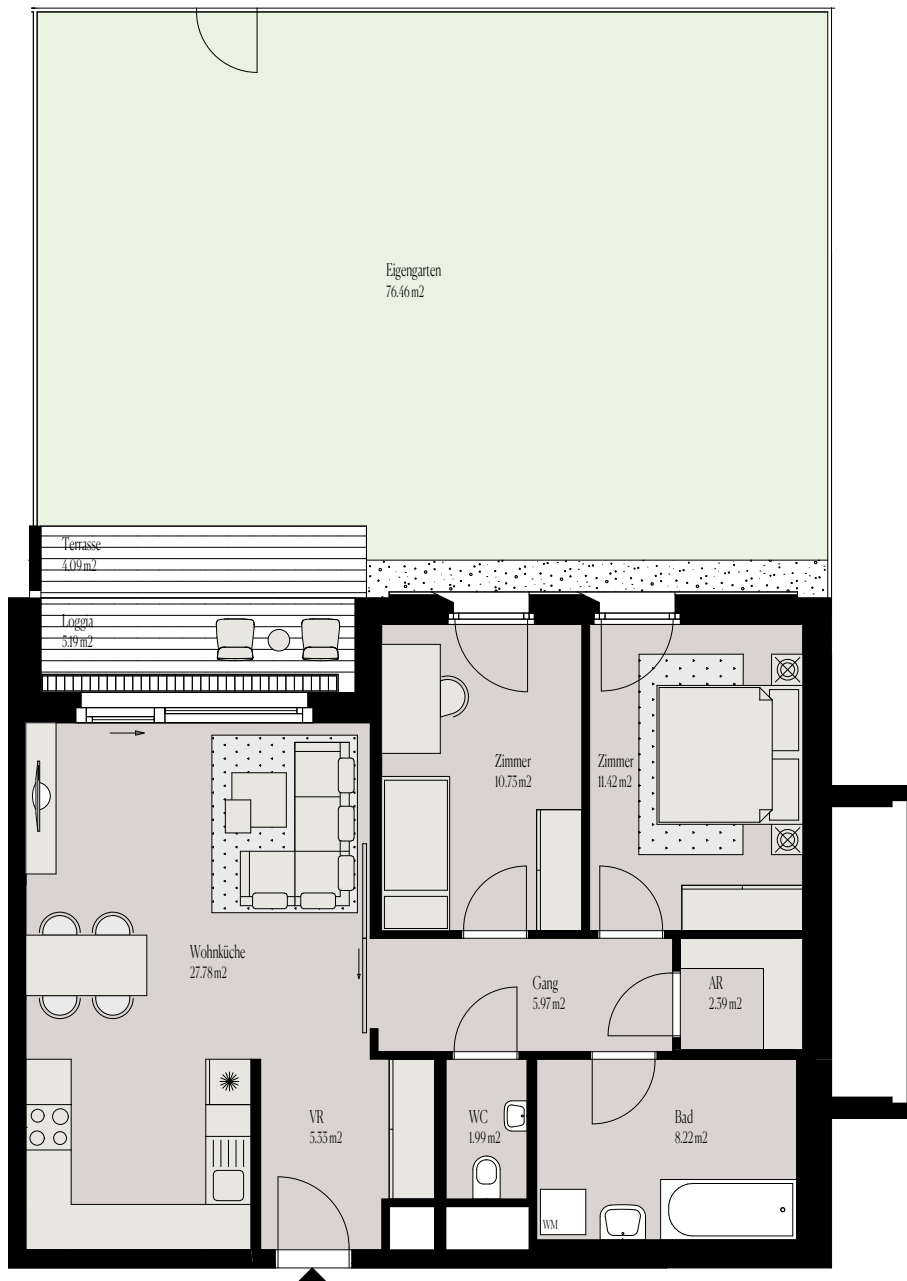 Eigengarten
76.46 m2
Terrasse
4.09 m2
Loggia
5.19 m2
Zimmer
10.73 m2
Zimmer
11.42 m2
Wohnküche
27.78 m2
Gang
5.97 m2
AR
2.39 m2
VR
5.33 m2
WC
1.99 m2
Bad
8.22 m2
WM